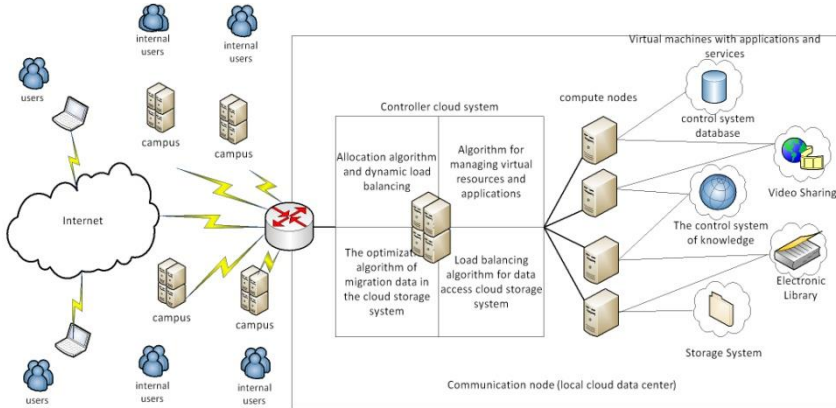 internal
users
internal
users
users
campus
campus
Internet
campus
campus
users
internal
users
internal
users
Virtual machines with applications and
services
Controller cloud system
compute nodes
control system
database
Allocation algorithm
and dynamic load
balancing
Algorithm for
managing virtual
resources and
applications
Video Sharing
The control system
of knowledge
The optimizat
algorithm of
migration data in
the cloud storage
system
Load balancing
algorithm for data
access cloud storage
system
Electronic
Library
Storage System
Communication node (local cloud data center)